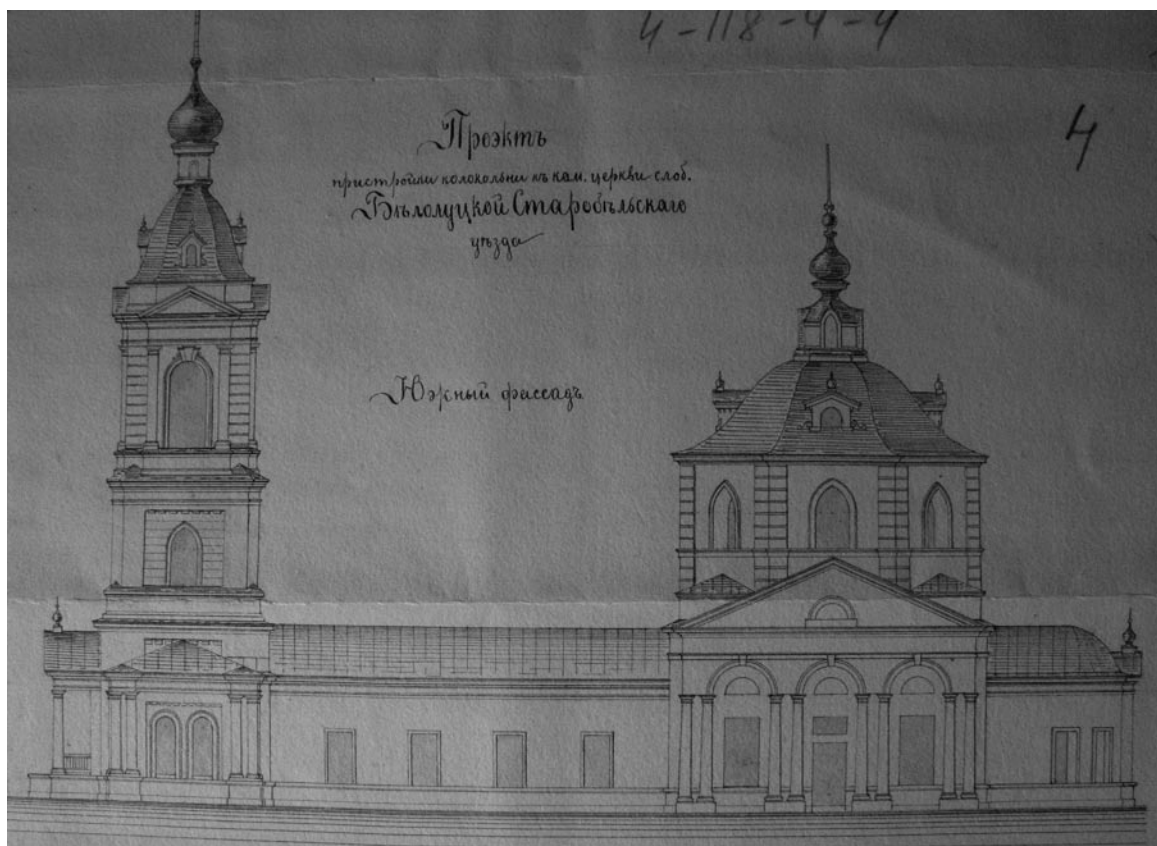 4-118-4-4
4
Проэктъ
пристройки колокольни къ кам. церкви слоб.
Бѣлолуцкой Старобѣльскаго
уѣзда
Южный фассадъ.